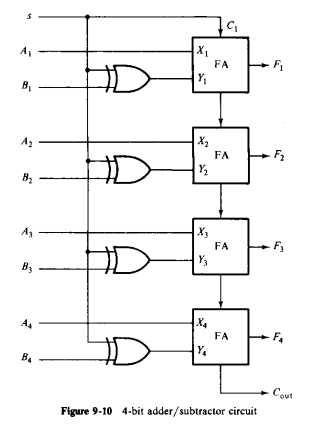 s
C1
A1
X1
FA
F1
B1
Y1
A2
X2
FA
F2
B2
Y2
A3
X3
FA
F3
B3
Y3
A4
X4
FA
F4
B4
Y4
Cout
Figure 9-10 4-bit adder/subtractor circuit